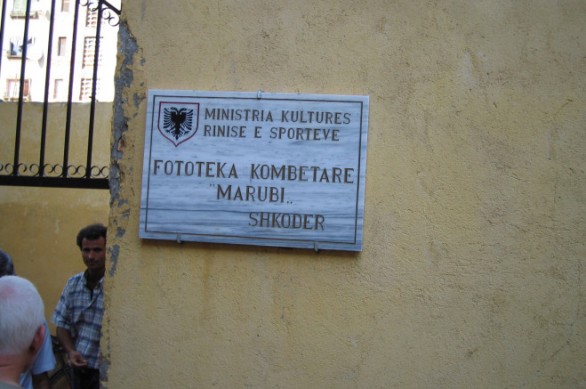 MINISTRIA KULTURES
RINISE E SPORTEVE
FOTOTEKA KOMBETARE
"MARUBI„
SHKODER